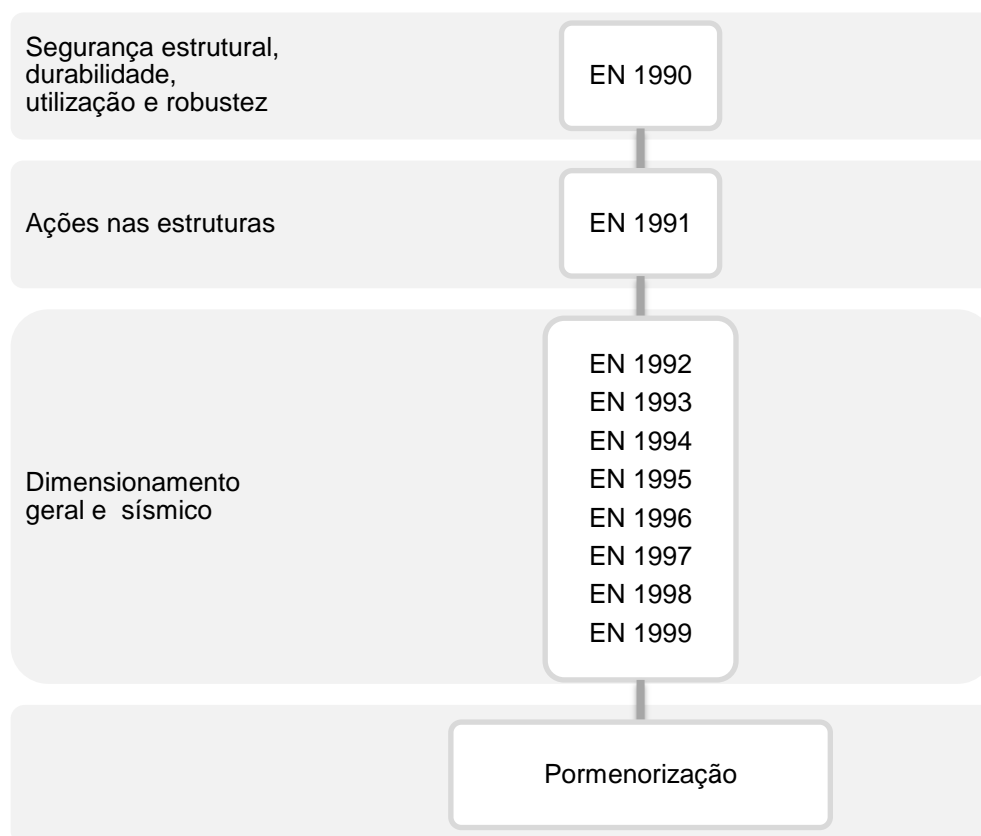 Segurança estrutural,
durabilidade,
utilização e robustez
EN 1990
Ações nas estruturas
EN 1991
Dimensionamento
geral e  sísmico
EN 1992
EN 1993
EN 1994
EN 1995
EN 1996
EN 1997
EN 1998
EN 1999
Pormenorização